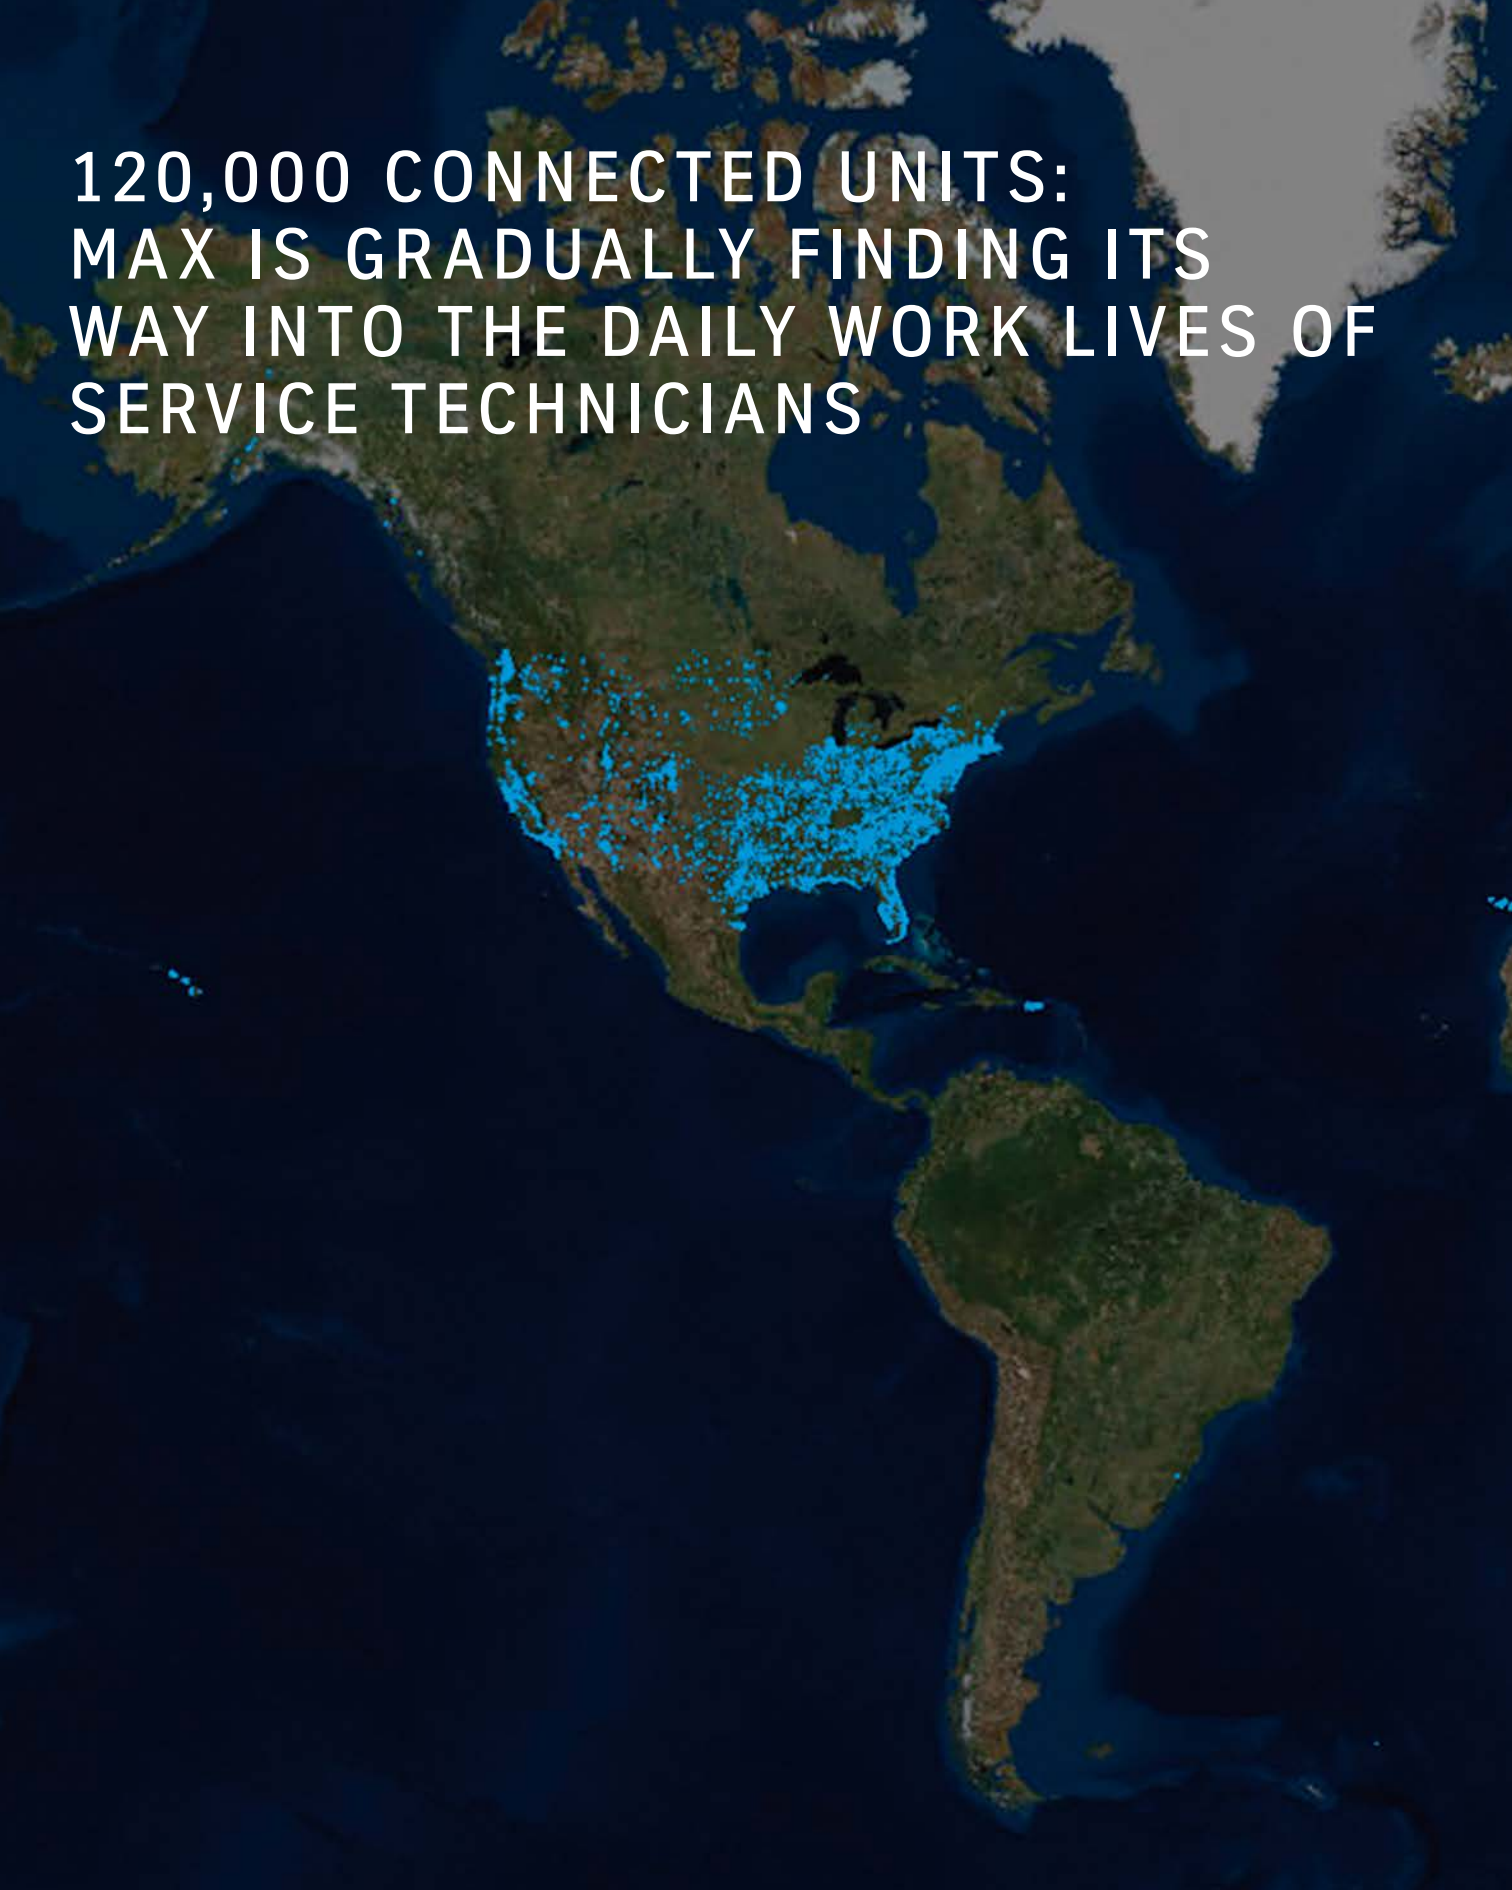 120,000 CONNECTED UNITS:
MAX IS GRADUALLY FINDING ITS
WAY INTO THE DAILY WORK LIVES OF
SERVICE TECHNICIANS